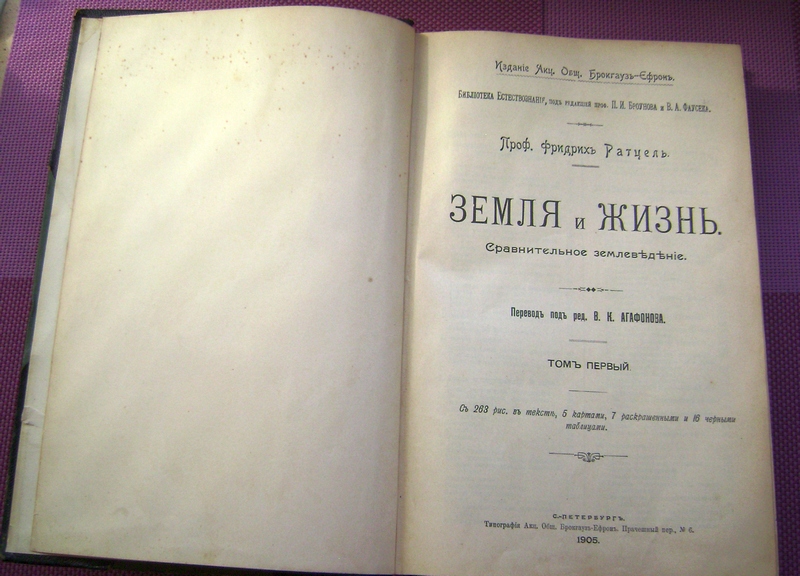 Изданіе Акц. Общ. Брокгаузъ-Ефронъ.
Библіотека Естествознанія, подъ редакціей проф. П. И. Броунова и В. А. Фаусека.
Проф. Фридрихъ Ратцель.
ЗЕМЛЯ и ЖИЗНЬ.
Сравнительное землевѣдѣніе.
Переводъ подъ ред. В. К. АГАФОНОВА.
ТОМЪ ПЕРВЫЙ.
Съ 263 рис. въ текстѣ, 5 картами, 7 раскрашенными и 16 черными
таблицами.
С.-ПЕТЕРБУРГЪ.
Типографія Акц. Общ. Брокгаузъ-Ефронъ. Прачешный пер., № 6.
1905.